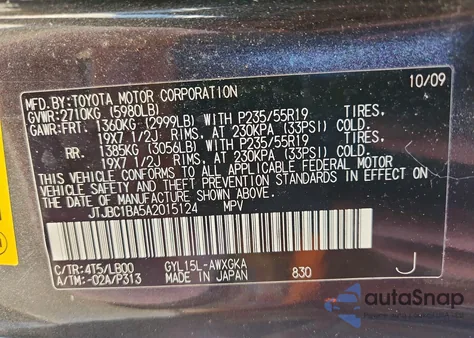 MFD.BY:TOYOTA MOTOR CORPORATION 10/09
GVWR:2710KG (5980LB)
GAWR:FRT. 1360KG (2999LB) WITH P235/55R19 TIRES,
19X7 1/2J RIMS, AT 230KPA (33PSI) COLD.
RR. 1385KG (3056LB) WITH P235/55R19 TIRES,
19X7 1/2J RIMS, AT 230KPA (33PSI) COLD.
THIS VEHICLE CONFORMS TO ALL APPLICABLE FEDERAL MOTOR
VEHICLE SAFETY AND THEFT PREVENTION STANDARDS IN EFFECT ON
THE DATE OF MANUFACTURE SHOWN ABOVE.
JTJBC1BA5A2015124 MPV
C/TR:4T5/LB00 GYL15L-AWXGKA
A/TM:-02A/P313 MADE IN JAPAN 830 J
autoSnap